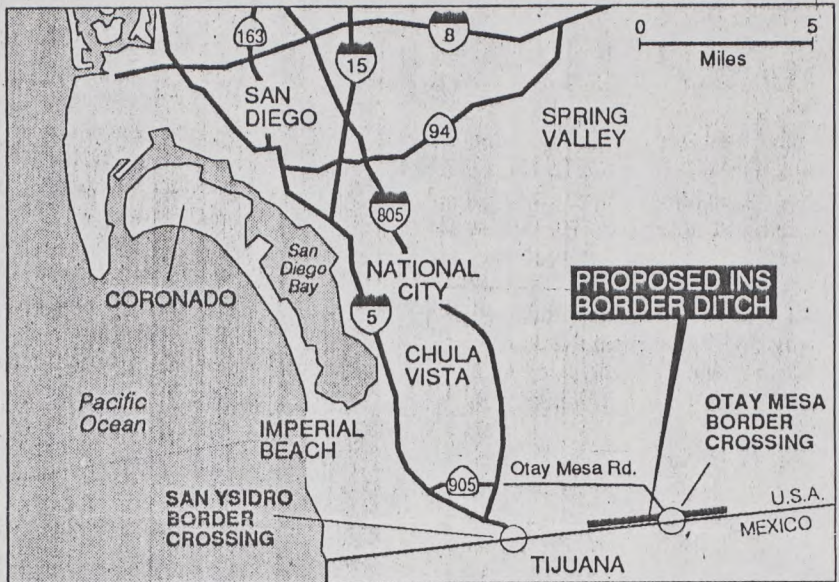 163
8
15
0 5
Miles
SAN
DIEGO
94
SPRING
VALLEY
805
San
Diego
Bay
CORONADO
NATIONAL
CITY
5
PROPOSED INS
BORDER DITCH
CHULA
VISTA
Pacific
Ocean
IMPERIAL
BEACH
OTAY MESA
BORDER
CROSSING
905
Otay Mesa Rd.
SAN YSIDRO
BORDER
CROSSING
U.S.A.
MEXICO
TIJUANA